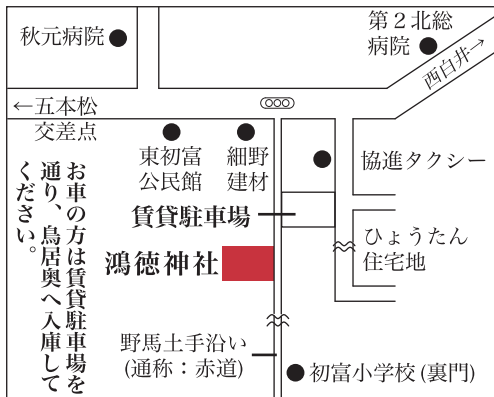 秋元病院
第２北総
病院
西白井→
←五本松
交差点
東初富
公民館
細野
建材
協進タクシー
賃貸駐車場
ひょうたん
住宅地
鴻徳神社
お車の方は賃貸駐車場を
通り、鳥居奥へ入庫して
ください。
野馬土手沿い
(通称：赤道)
初富小学校(裏門)